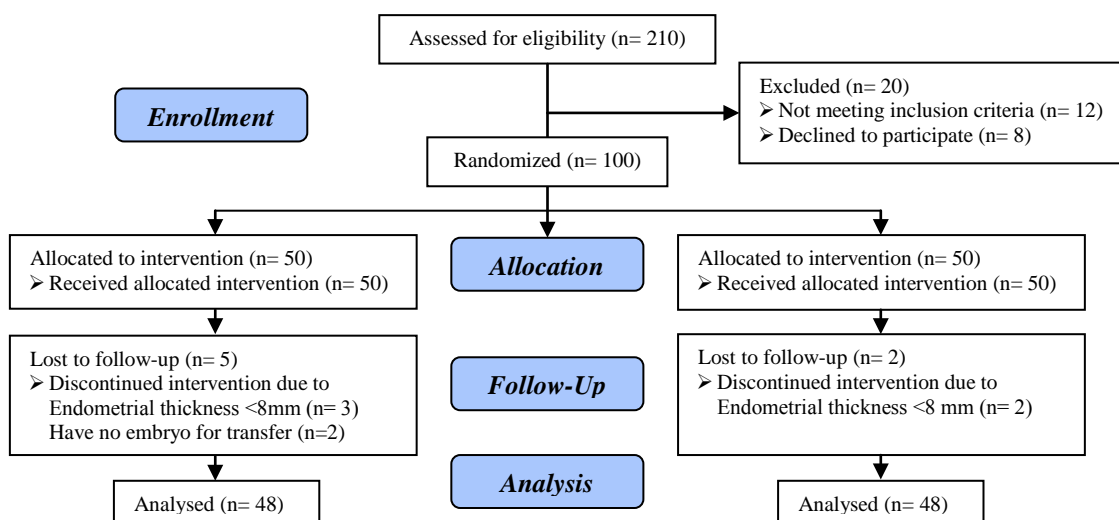 Assessed for eligibility (n= 210)
Excluded (n= 20)
➢ Not meeting inclusion criteria (n= 12)
➢ Declined to participate (n= 8)
Enrollment
Randomized (n= 100)
Allocated to intervention (n= 50)
➢ Received allocated intervention (n= 50)
Allocation
Allocated to intervention (n= 50)
➢ Received allocated intervention (n= 50)
Lost to follow-up (n= 5)
➢ Discontinued intervention due to
Endometrial thickness <8mm (n= 3)
Have no embryo for transfer (n=2)
Follow-Up
Lost to follow-up (n= 2)
➢ Discontinued intervention due to
Endometrial thickness <8 mm (n= 2)
Analysis
Analysed (n= 48)
Analysed (n= 48)